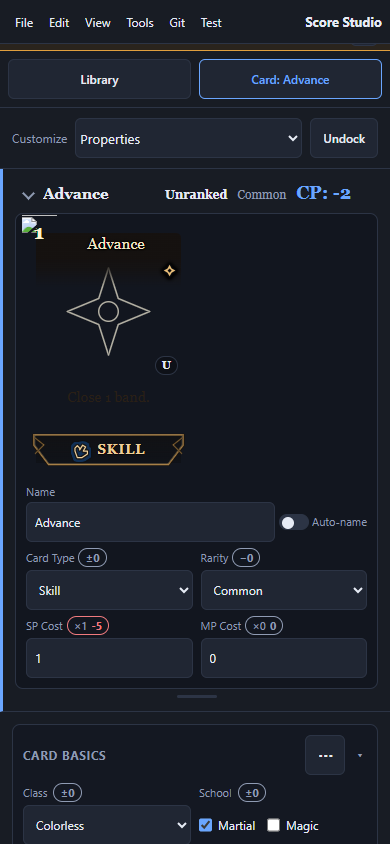 File Edit View Tools Git Test Score Studio
Library Card: Advance
Customize Properties Undock
Advance Unranked Common CP: -2
1
Advance
U
Close 1 band.
SKILL
Name
Advance Auto-name
Card Type ±0 Rarity −0
Skill Common
SP Cost ×1 -5 MP Cost ×0 0
1 0
CARD BASICS ---
Class ±0 School ±0
Colorless Martial Magic